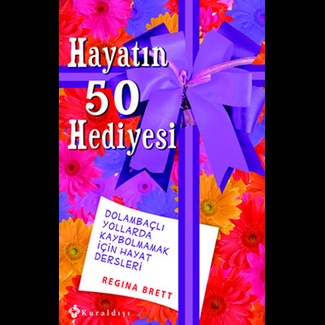 Hayatın
50
Hediyesi
DOLAMBAÇLI
YOLLARDA
KAYBOLMAMAK
İÇİN HAYAT
DERSLERİ
REGINA BRETT
Kuraldışı